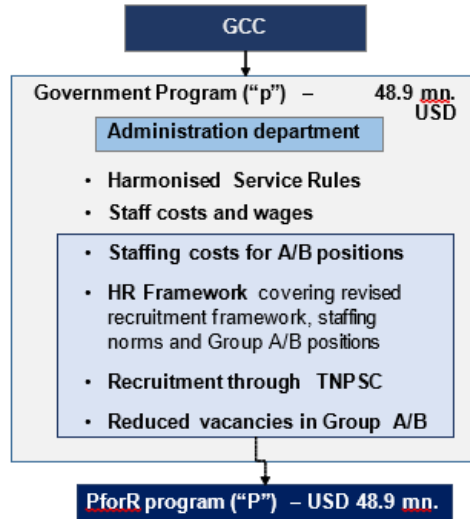 GCC
Government Program (“p”) – 48.9 mn.
USD
Administration department
• Harmonised Service Rules
• Staff costs and wages
• Staffing costs for A/B positions
• HR Framework covering revised
recruitment framework, staffing
norms and Group A/B positions
• Recruitment through TNPSC
• Reduced vacancies in Group A/B
PforR program (“P”) – USD 48.9 mn.